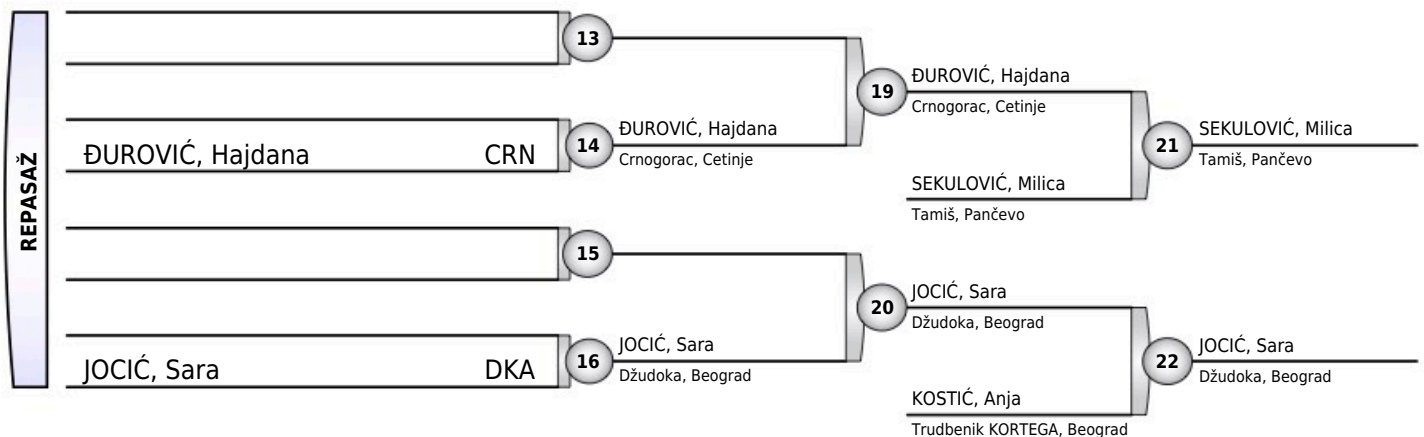 REPASAŽ
13
ĐUROVIĆ, Hajdana CRN
14
ĐUROVIĆ, Hajdana
Crnogorac, Cetinje
15
JOCIĆ, Sara DKA
16
JOCIĆ, Sara
Džudoka, Beograd
19
ĐUROVIĆ, Hajdana
Crnogorac, Cetinje
SEKULOVIĆ, Milica
Tamiš, Pančevo
20
JOCIĆ, Sara
Džudoka, Beograd
KOSTIĆ, Anja
Trudbenik KORTEGA, Beograd
21
SEKULOVIĆ, Milica
Tamiš, Pančevo
22
JOCIĆ, Sara
Džudoka, Beograd